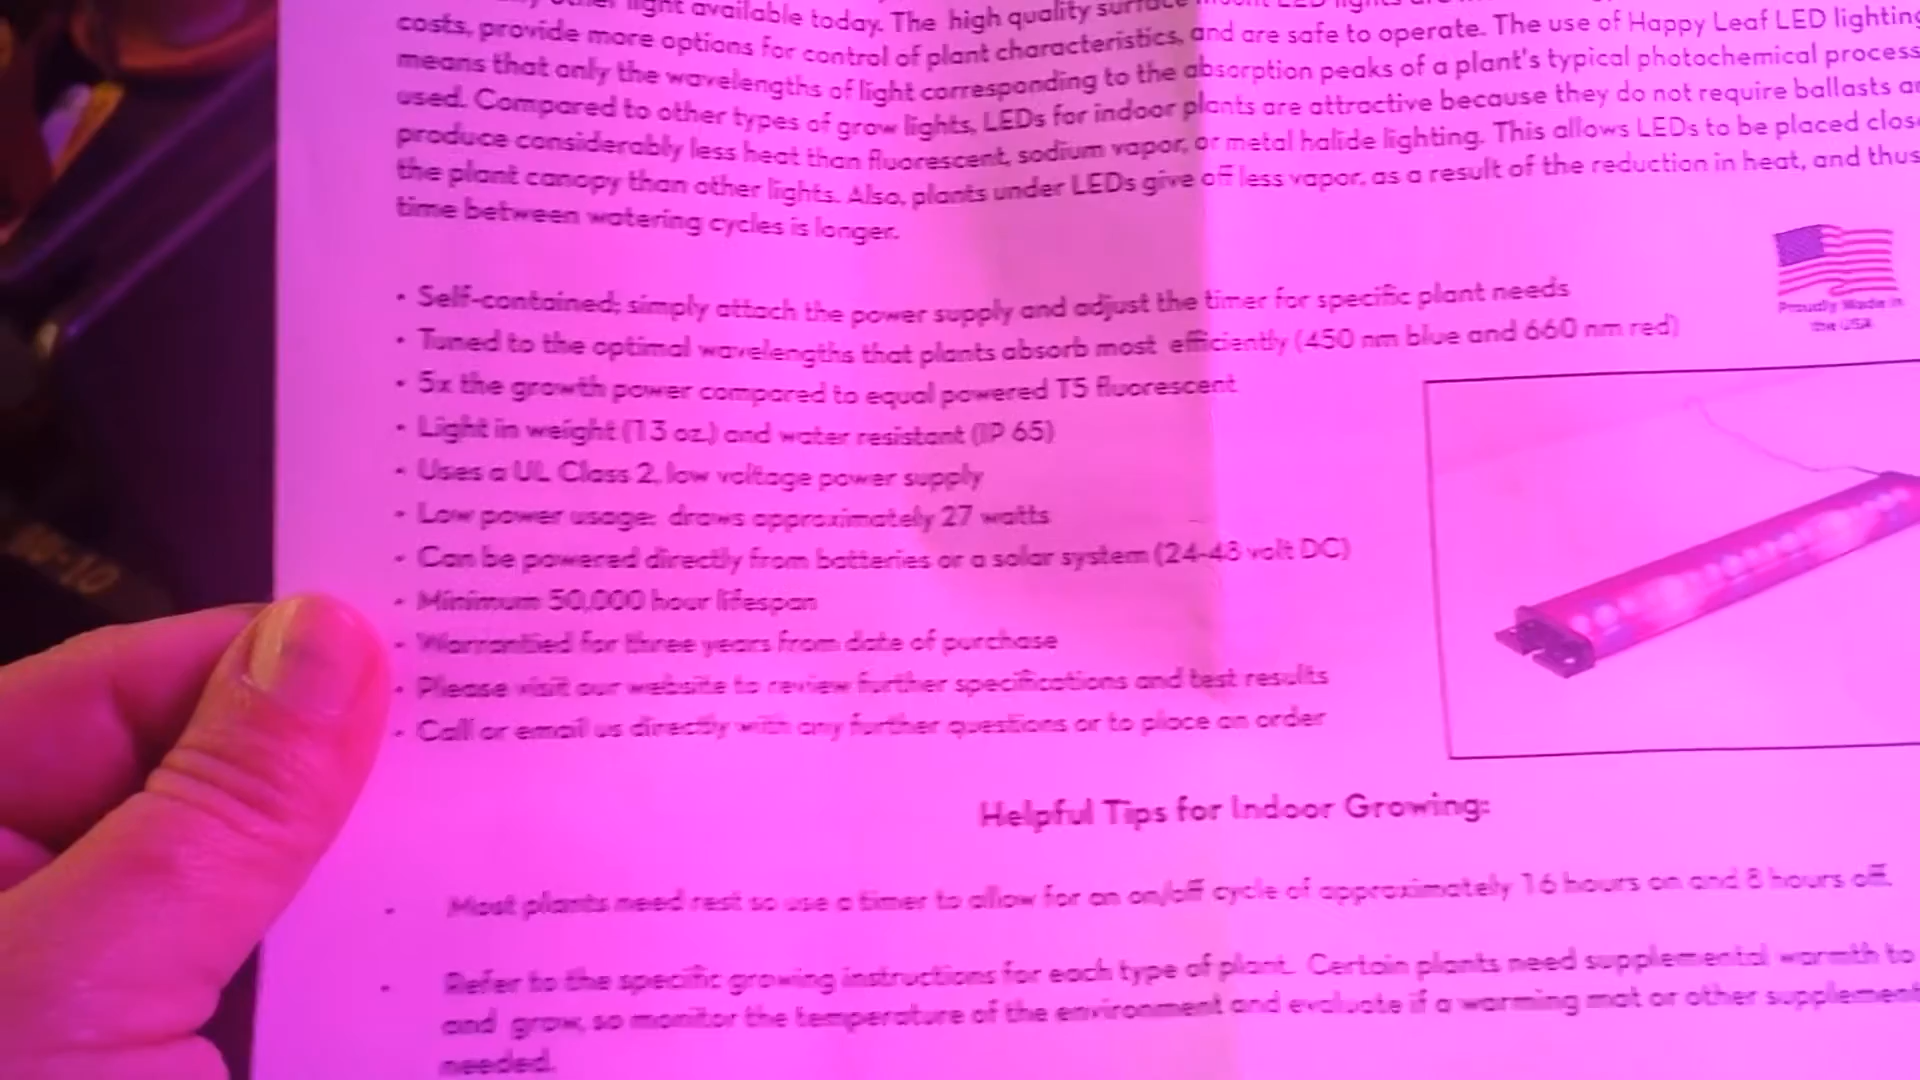 light available today. The high quality surface mount LED lights are
costs, provide more options for control of plant characteristics, and are safe to operate. The use of Happy Leaf LED lighting
means that only the wavelengths of light corresponding to the absorption peaks of a plant's typical photochemical process
used. Compared to other types of grow lights, LEDs for indoor plants are attractive because they do not require ballasts
produce considerably less heat than fluorescent, sodium vapor, or metal halide lighting. This allows LEDs to be placed
the plant canopy than other lights. Also, plants under LEDs give off less vapor, as a result of the reduction in heat, and thus
time between watering cycles is longer.
• Self-contained; simply attach the power supply and adjust the timer for specific plant needs
• Tuned to the optimal wavelengths that plants absorb most efficiently (450 nm blue and 660 nm red)
• 5x the growth power compared to equal powered T5 fluorescent
• Light in weight (13 oz.) and water resistant (IP 65)
• Uses a UL Class 2, low voltage power supply
• Low power usage: draws approximately 27 watts
• Can be powered directly from batteries or a solar system (24-48 volt DC)
• Minimum 50,000 hour lifespan
• Warrantied for three years from date of purchase
• Please visit our website to review further specifications and test results
• Call or email us directly with any further questions or to place an order
Proudly Made in
the USA
Helpful Tips for Indoor Growing:
• Most plants need rest so use a timer to allow for an on/off cycle of approximately 16 hours on and 8 hours off.
• Refer to the specific growing instructions for each type of plant. Certain plants need supplemental warmth to
and grow, so monitor the temperature of the environment and evaluate if a warming mat or other supplement
needed.